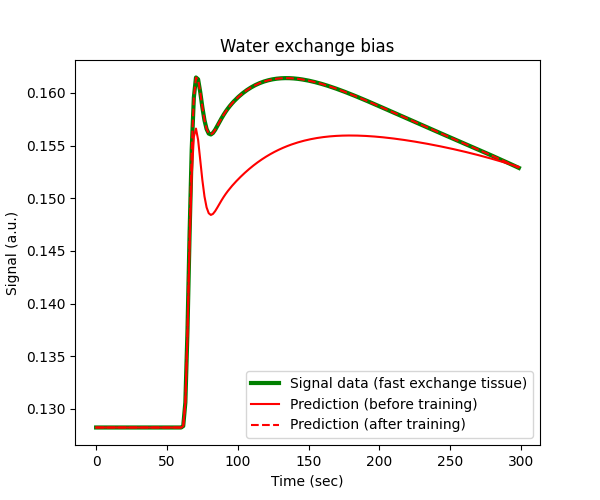 Water exchange bias
Signal (a.u.)
0.160
0.155
0.150
0.145
0.140
0.135
0.130
Signal data (fast exchange tissue)
Prediction (before training)
Prediction (after training)
0 50 100 150 200 250 300
Time (sec)